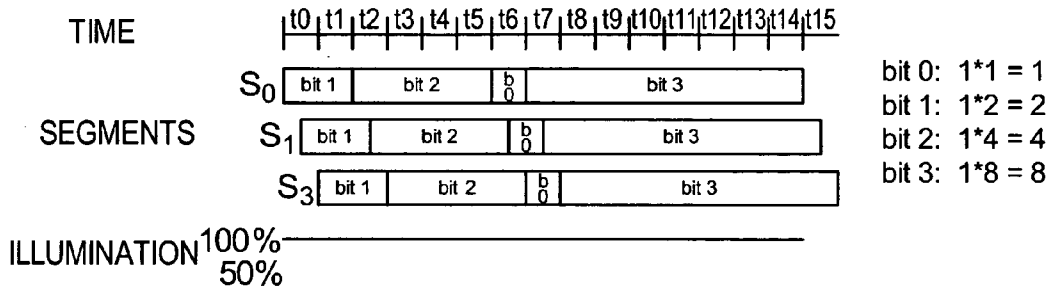 TIME t0 t1 t2 t3 t4 t5 t6 t7 t8 t9 t10 t11 t12 t13 t14 t15
S0 bit 1 bit 2 b0 bit 3
SEGMENTS S1 bit 1 bit 2 b0 bit 3
S3 bit 1 bit 2 b0 bit 3
bit 0: 1*1 = 1
bit 1: 1*2 = 2
bit 2: 1*4 = 4
bit 3: 1*8 = 8
ILLUMINATION 100%
50%